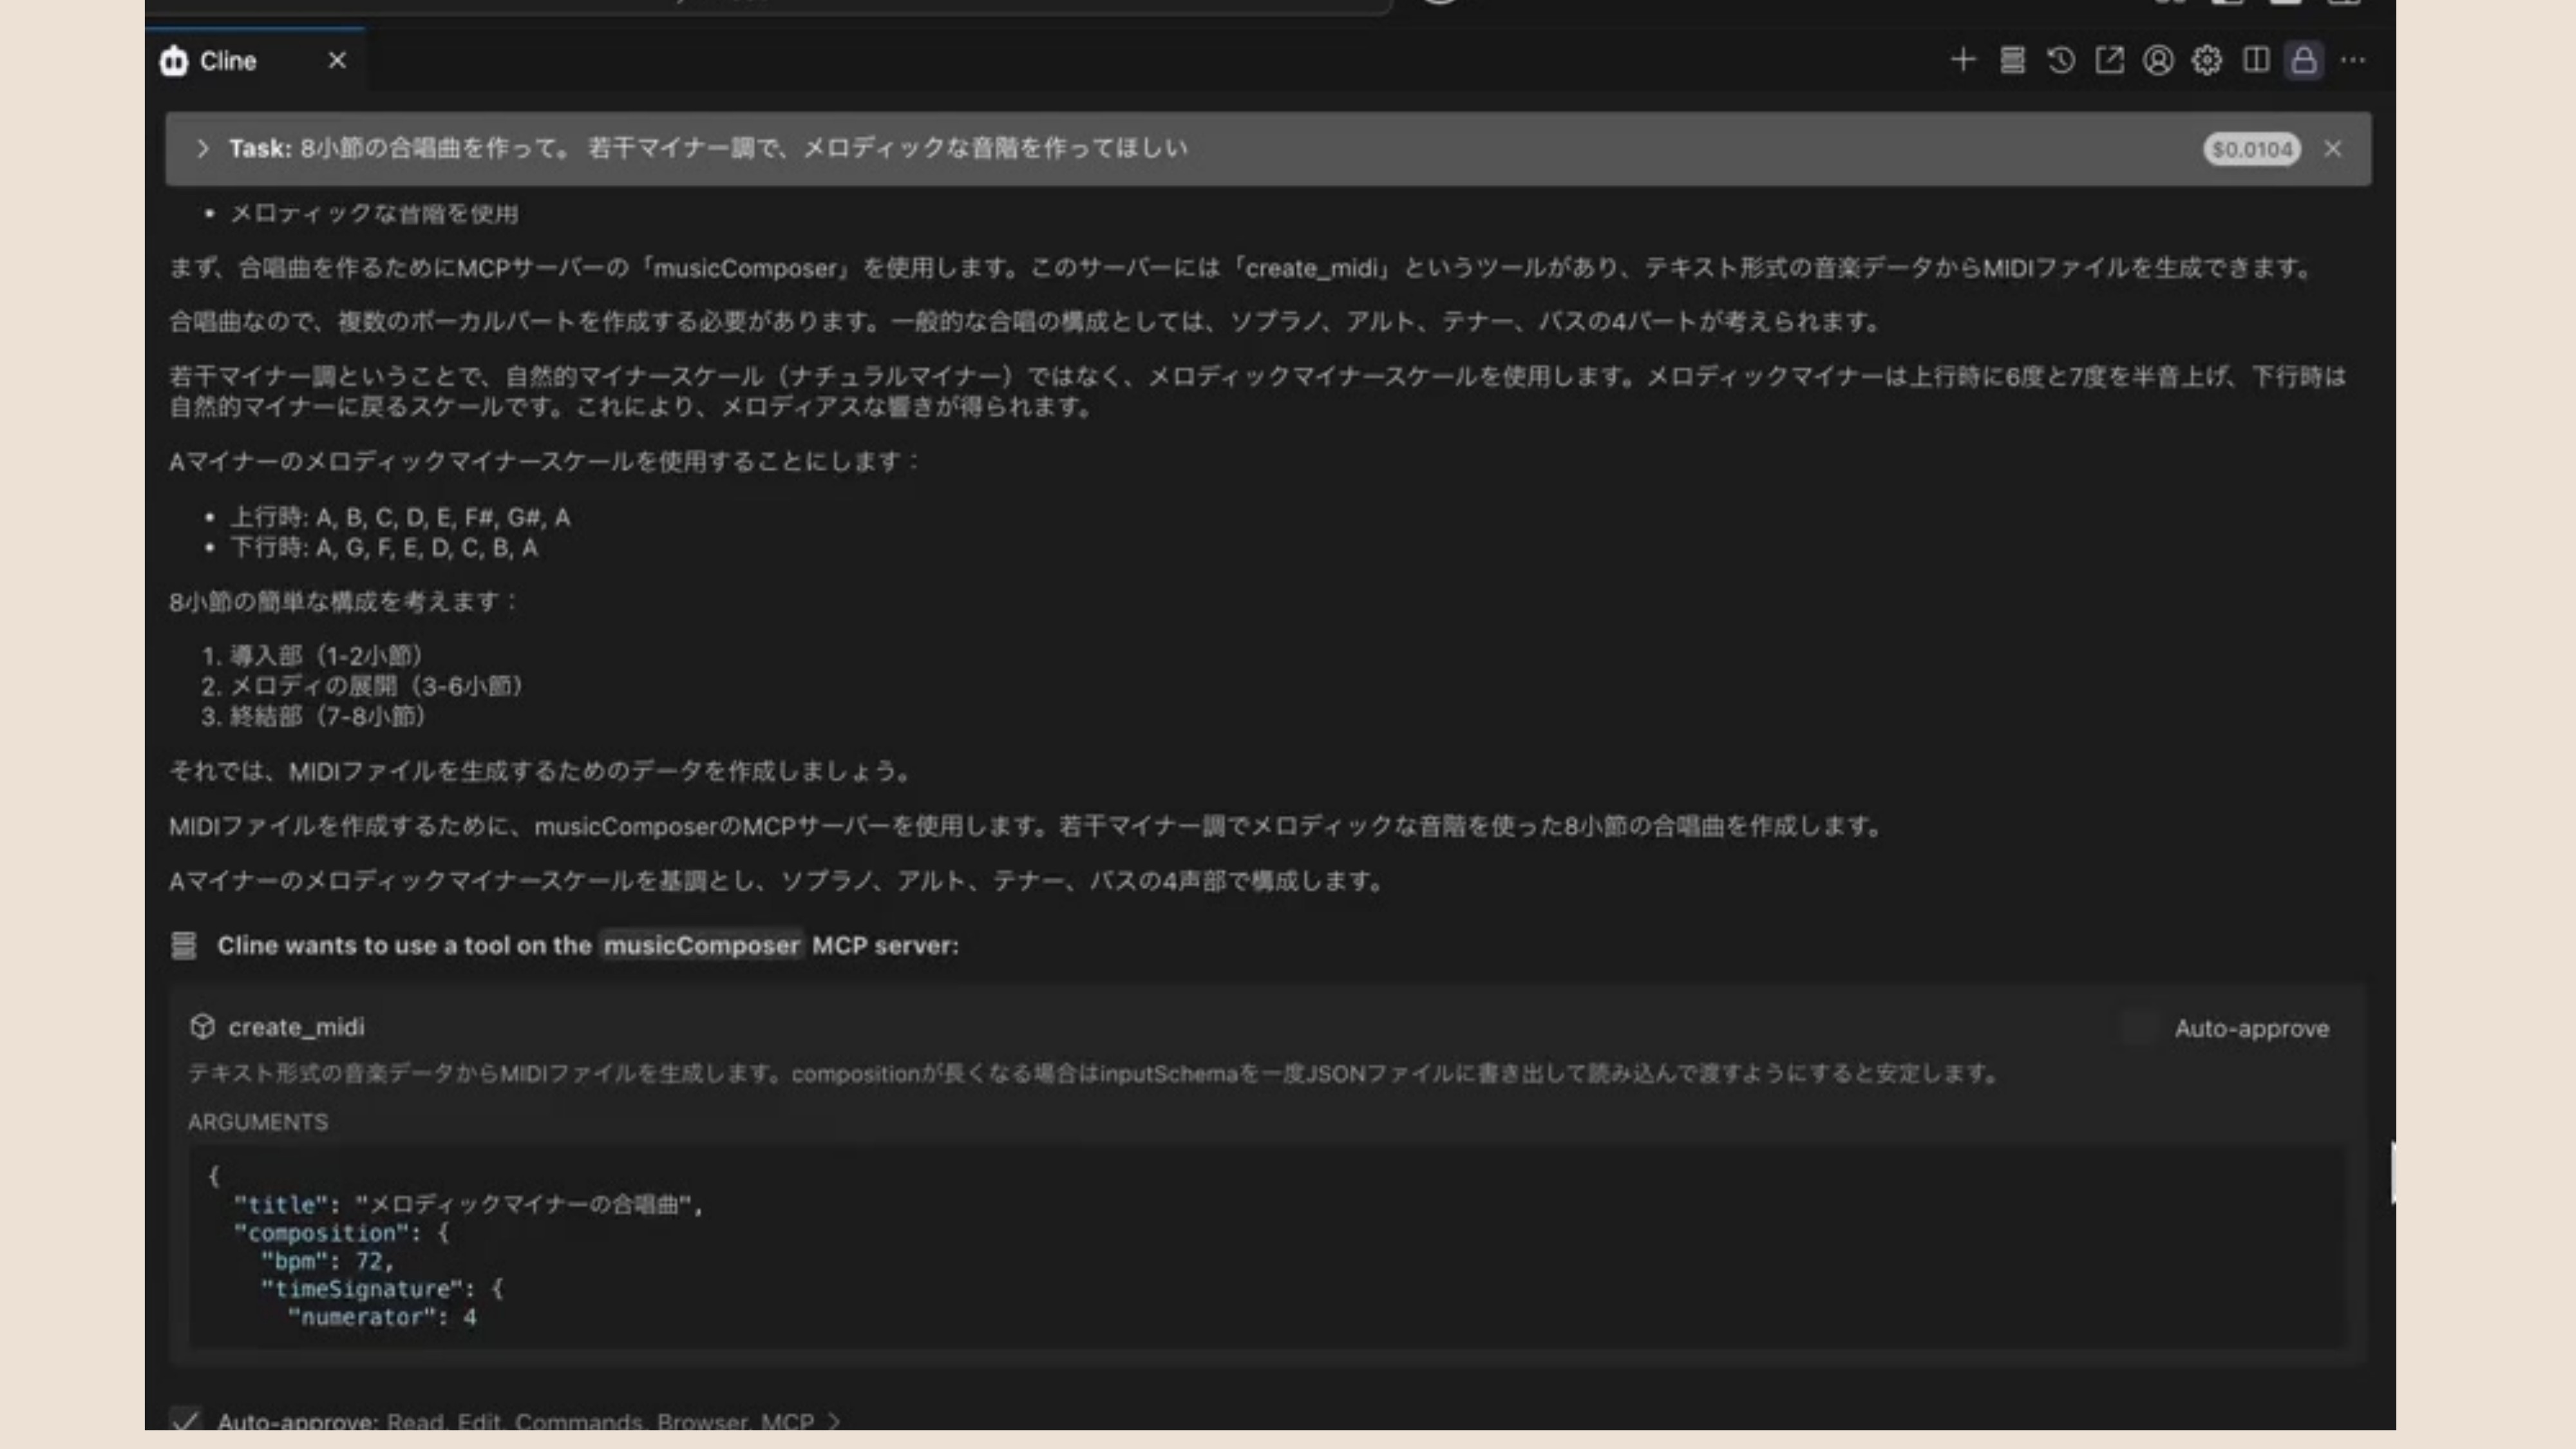 Cline
Task: 8小節の合唱曲を作って。 若干マイナー調で、メロディックな音階を作ってほしい
$0.0104
• メロディックな音階を使用
まず、合唱曲を作るためにMCPサーバーの「musicComposer」を使用します。このサーバーには「create_midi」というツールがあり、テキスト形式の音楽データからMIDIファイルを生成できます。
合唱曲なので、複数のボーカルパートを作成する必要があります。一般的な合唱の構成としては、ソプラノ、アルト、テナー、バスの4パートが考えられます。
若干マイナー調ということで、自然的マイナースケール（ナチュラルマイナー）ではなく、メロディックマイナースケールを使用します。メロディックマイナーは上行時に6度と7度を半音上げ、下行時は
自然的マイナーに戻るスケールです。これにより、メロディアスな響きが得られます。
Aマイナーのメロディックマイナースケールを使用することにします：
• 上行時: A, B, C, D, E, F#, G#, A
• 下行時: A, G, F, E, D, C, B, A
8小節の簡単な構成を考えます：
1. 導入部（1-2小節）
2. メロディの展開（3-6小節）
3. 終結部（7-8小節）
それでは、MIDIファイルを生成するためのデータを作成しましょう。
MIDIファイルを作成するために、musicComposerのMCPサーバーを使用します。若干マイナー調でメロディックな音階を使った8小節の合唱曲を作成します。
Aマイナーのメロディックマイナースケールを基調とし、ソプラノ、アルト、テナー、バスの4声部で構成します。
Cline wants to use a tool on the musicComposer MCP server:
create_midi
Auto-approve
テキスト形式の音楽データからMIDIファイルを生成します。compositionが長くなる場合はinputSchemaを一度JSONファイルに書き出して読み込んで渡すようにすると安定します。
ARGUMENTS
{
"title": "メロディックマイナーの合唱曲",
"composition": {
"bpm": 72,
"timeSignature": {
"numerator": 4
Auto-approve: Read, Edit, Commands, Browser, MCP >